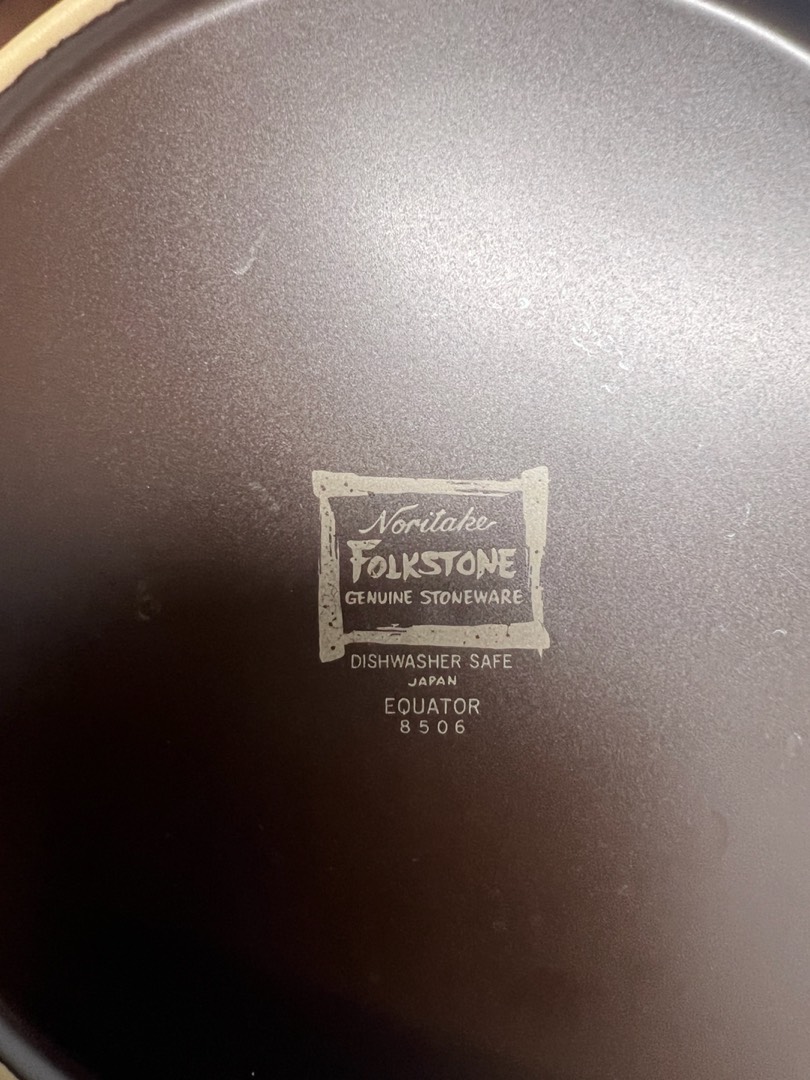 Noritake
FOLKSTONE
GENUINE STONEWARE
DISHWASHER SAFE
JAPAN
EQUATOR
8506